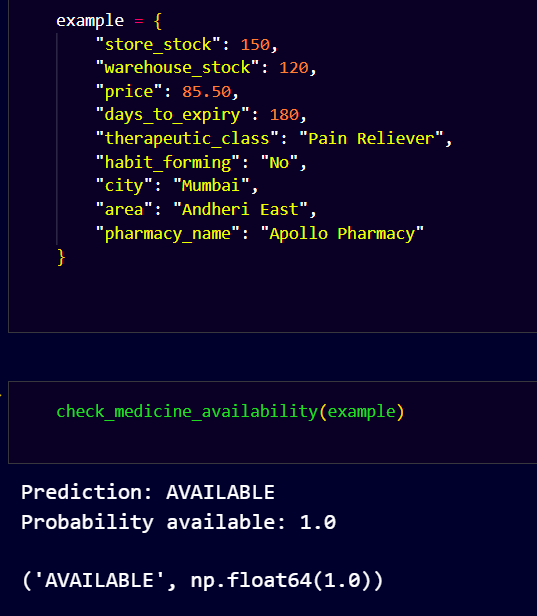 example = {
    "store_stock": 150,
    "warehouse_stock": 120,
    "price": 85.50,
    "days_to_expiry": 180,
    "therapeutic_class": "Pain Reliever",
    "habit_forming": "No",
    "city": "Mumbai",
    "area": "Andheri East",
    "pharmacy_name": "Apollo Pharmacy"
}
check_medicine_availability(example)
Prediction: AVAILABLE
Probability available: 1.0
('AVAILABLE', np.float64(1.0))